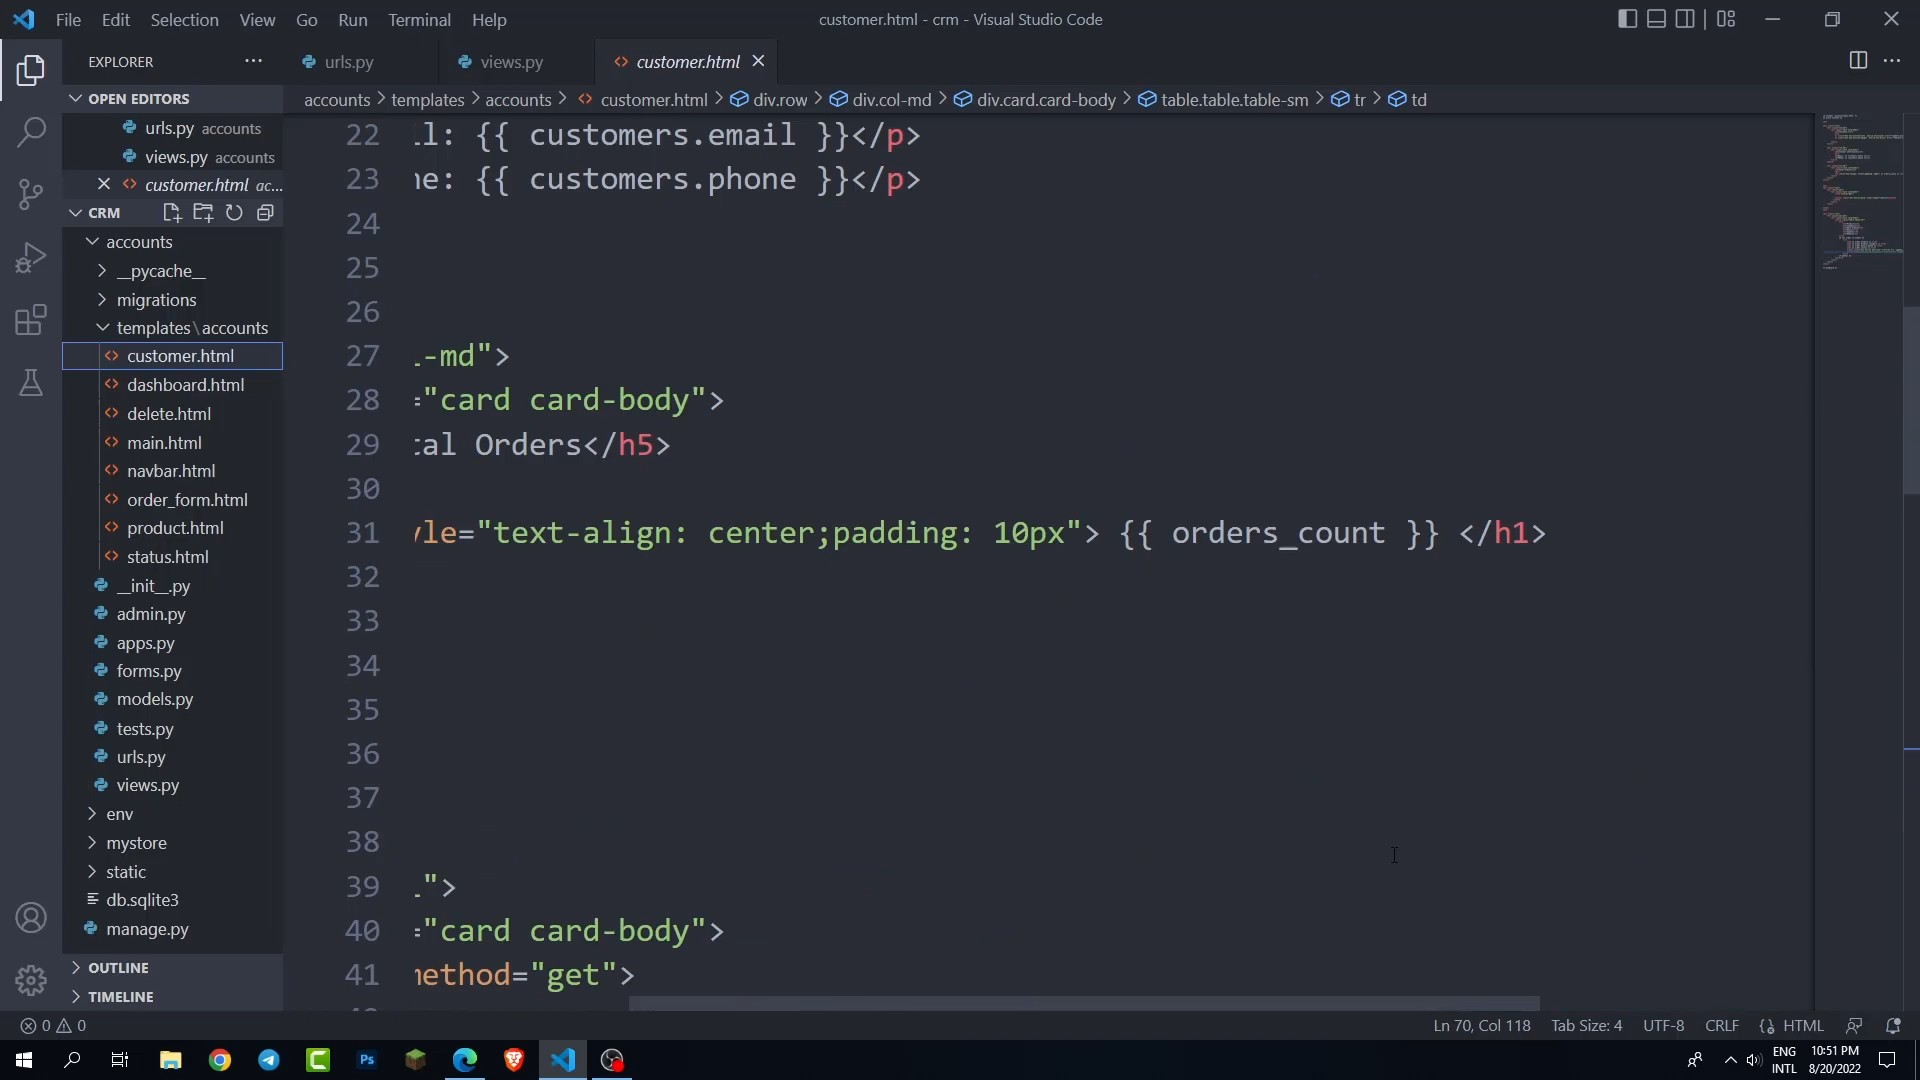 File Edit Selection View Go Run Terminal Help
customer.html - crm - Visual Studio Code
EXPLORER
urls.py
views.py
customer.html
OPEN EDITORS
urls.py accounts
views.py accounts
customer.html ac...
CRM
accounts
__pycache__
migrations
templates\accounts
customer.html
dashboard.html
delete.html
main.html
navbar.html
order_form.html
product.html
status.html
__init__.py
admin.py
apps.py
forms.py
models.py
tests.py
urls.py
views.py
env
mystore
static
db.sqlite3
manage.py
OUTLINE
TIMELINE
accounts > templates > accounts > customer.html > div.row > div.col-md > div.card.card-body > table.table.table-sm > tr > td
22 l: {{ customers.email }}</p>
23 ne: {{ customers.phone }}</p>
24
25
26
27 -md">
28 ="card card-body">
29 tal Orders</h5>
30
31 yle="text-align: center;padding: 10px"> {{ orders_count }} </h1>
32
33
34
35
36
37
38
39 ">
40 ="card card-body">
41 method="get">
0 0
Ln 70, Col 118 Tab Size: 4 UTF-8 CRLF HTML
Ps
ENG
INTL
10:51 PM
8/20/2022